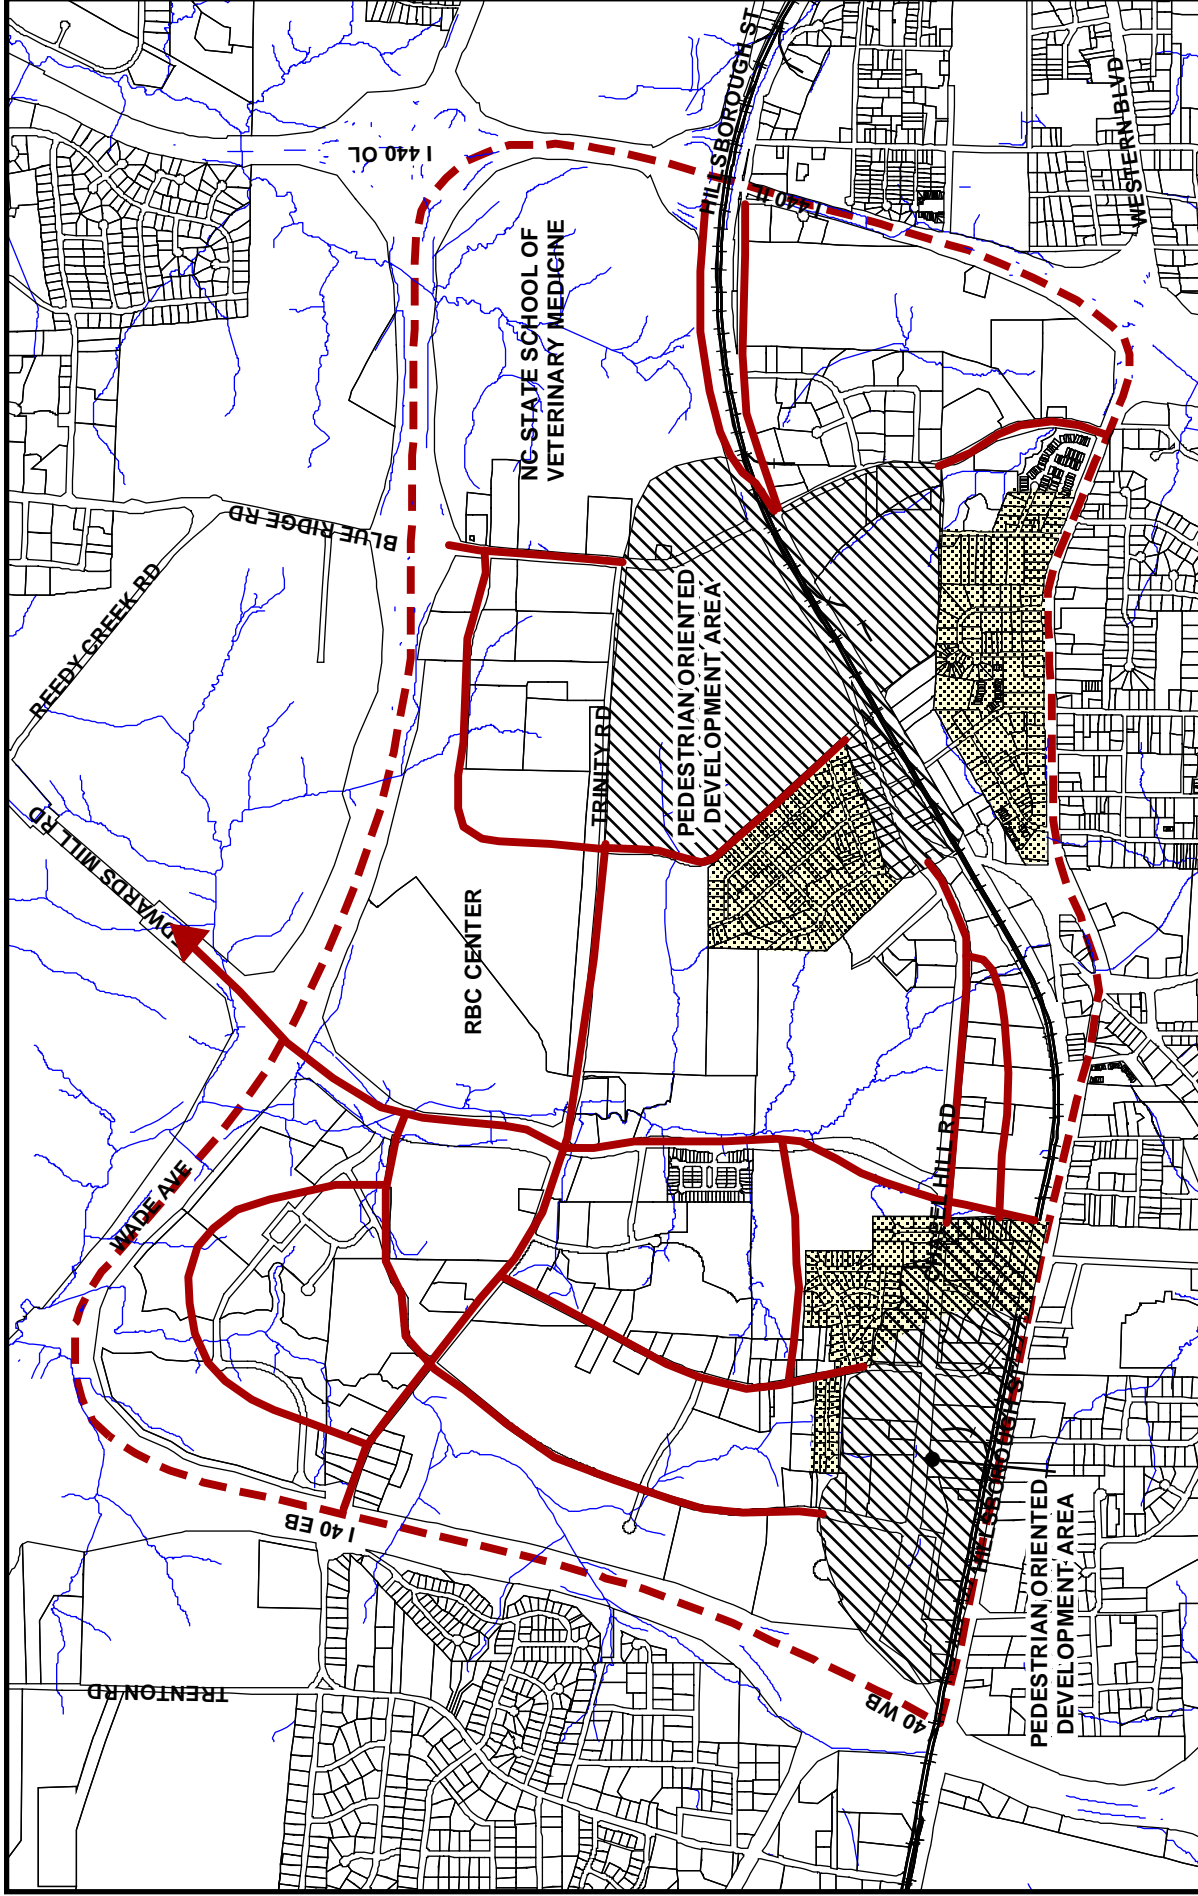 TRENTON RD
I 40 EB
40 WB
WADE AVE
EDWARDS MILL RD
REEDY CREEK RD
BLUE RIDGE RD
I 440 OL
RBC CENTER
NC STATE SCHOOL OF
VETERINARY MEDICINE
TRINITY RD
PEDESTRIAN ORIENTED
DEVELOPMENT AREA
HILLSBOROUGH ST
I 440 IL
WESTERN BLVD
CHAPEL HILL RD
HILLSBOROUGH ST
PEDESTRIAN ORIENTED
DEVELOPMENT AREA